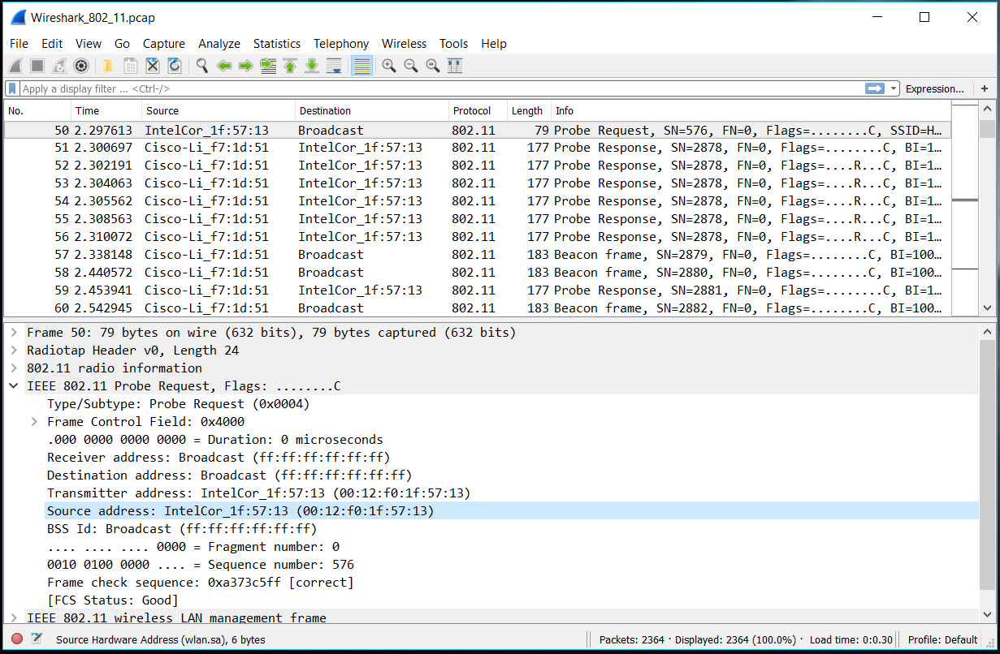 Wireshark_802_11.pcap
File Edit View Go Capture Analyze Statistics Telephony Wireless Tools Help
Apply a display filter ... <Ctrl-/> Expression... +
No. Time Source Destination Protocol Length Info
50 2.297613 IntelCor_1f:57:13 Broadcast 802.11 79 Probe Request, SN=576, FN=0, Flags=........C, SSID=H…
51 2.300697 Cisco-Li_f7:1d:51 IntelCor_1f:57:13 802.11 177 Probe Response, SN=2878, FN=0, Flags=........C, BI=1…
52 2.302191 Cisco-Li_f7:1d:51 IntelCor_1f:57:13 802.11 177 Probe Response, SN=2878, FN=0, Flags=....R...C, BI=1…
53 2.304063 Cisco-Li_f7:1d:51 IntelCor_1f:57:13 802.11 177 Probe Response, SN=2878, FN=0, Flags=....R...C, BI=1…
54 2.305562 Cisco-Li_f7:1d:51 IntelCor_1f:57:13 802.11 177 Probe Response, SN=2878, FN=0, Flags=....R...C, BI=1…
55 2.308563 Cisco-Li_f7:1d:51 IntelCor_1f:57:13 802.11 177 Probe Response, SN=2878, FN=0, Flags=....R...C, BI=1…
56 2.310072 Cisco-Li_f7:1d:51 IntelCor_1f:57:13 802.11 177 Probe Response, SN=2878, FN=0, Flags=....R...C, BI=1…
57 2.338148 Cisco-Li_f7:1d:51 Broadcast 802.11 183 Beacon frame, SN=2879, FN=0, Flags=........C, BI=100…
58 2.440572 Cisco-Li_f7:1d:51 Broadcast 802.11 183 Beacon frame, SN=2880, FN=0, Flags=........C, BI=100…
59 2.453941 Cisco-Li_f7:1d:51 IntelCor_1f:57:13 802.11 177 Probe Response, SN=2881, FN=0, Flags=........C, BI=1…
60 2.542945 Cisco-Li_f7:1d:51 Broadcast 802.11 183 Beacon frame, SN=2882, FN=0, Flags=........C, BI=100…
Frame 50: 79 bytes on wire (632 bits), 79 bytes captured (632 bits)
Radiotap Header v0, Length 24
802.11 radio information
IEEE 802.11 Probe Request, Flags: ........C
Type/Subtype: Probe Request (0x0004)
Frame Control Field: 0x4000
.000 0000 0000 0000 = Duration: 0 microseconds
Receiver address: Broadcast (ff:ff:ff:ff:ff:ff)
Destination address: Broadcast (ff:ff:ff:ff:ff:ff)
Transmitter address: IntelCor_1f:57:13 (00:12:f0:1f:57:13)
Source address: IntelCor_1f:57:13 (00:12:f0:1f:57:13)
BSS Id: Broadcast (ff:ff:ff:ff:ff:ff)
.... .... .... 0000 = Fragment number: 0
0010 0100 0000 .... = Sequence number: 576
Frame check sequence: 0xa373c5ff [correct]
[FCS Status: Good]
IEEE 802.11 wireless LAN management frame
Source Hardware Address (wlan.sa), 6 bytes Packets: 2364 · Displayed: 2364 (100.0%) · Load time: 0:0.30 Profile: Default